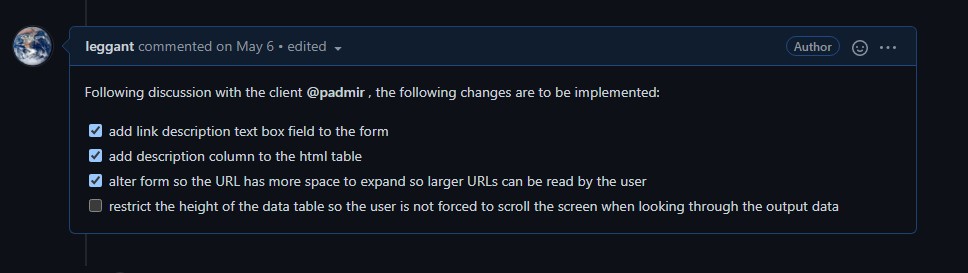 leggant commented on May 6 • edited
Author
Following discussion with the client @padmir , the following changes are to be implemented:
add link description text box field to the form
add description column to the html table
alter form so the URL has more space to expand so larger URLs can be read by the user
restrict the height of the data table so the user is not forced to scroll the screen when looking through the output data